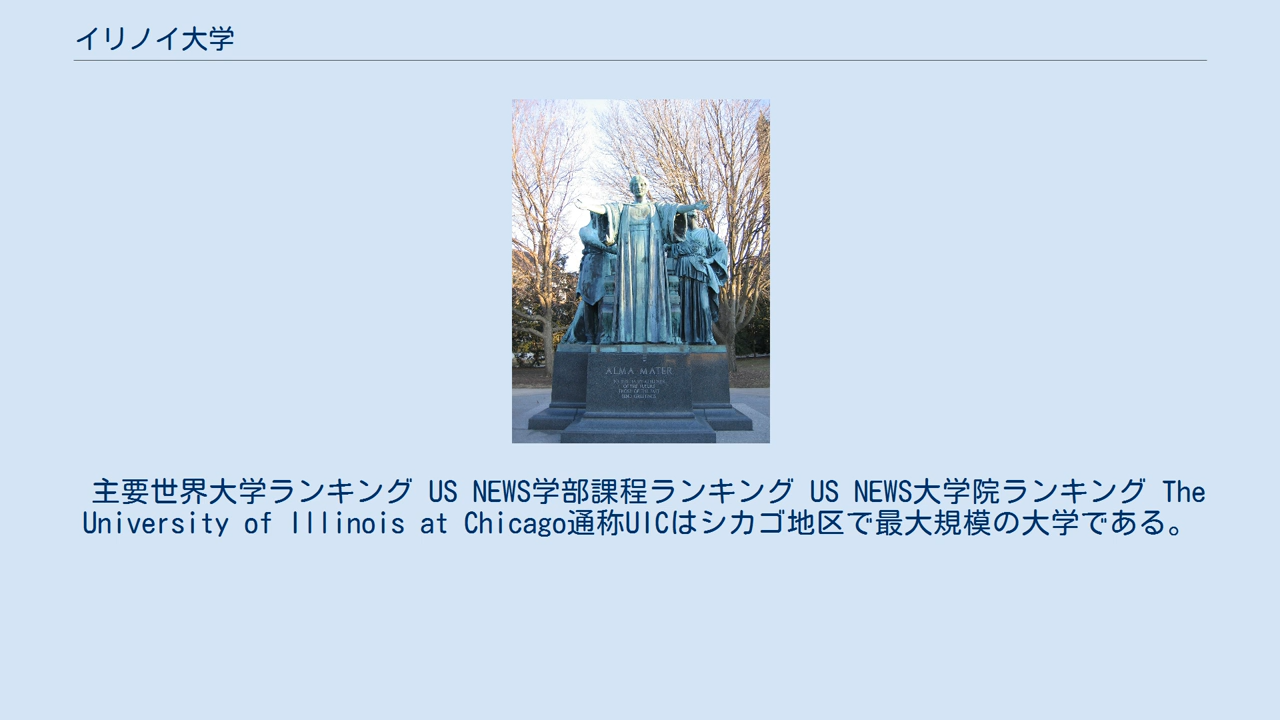 イリノイ大学
ALMA MATER
主要世界大学ランキング US NEWS学部課程ランキング US NEWS大学院ランキング The
University of Illinois at Chicago通称UICはシカゴ地区で最大規模の大学である。